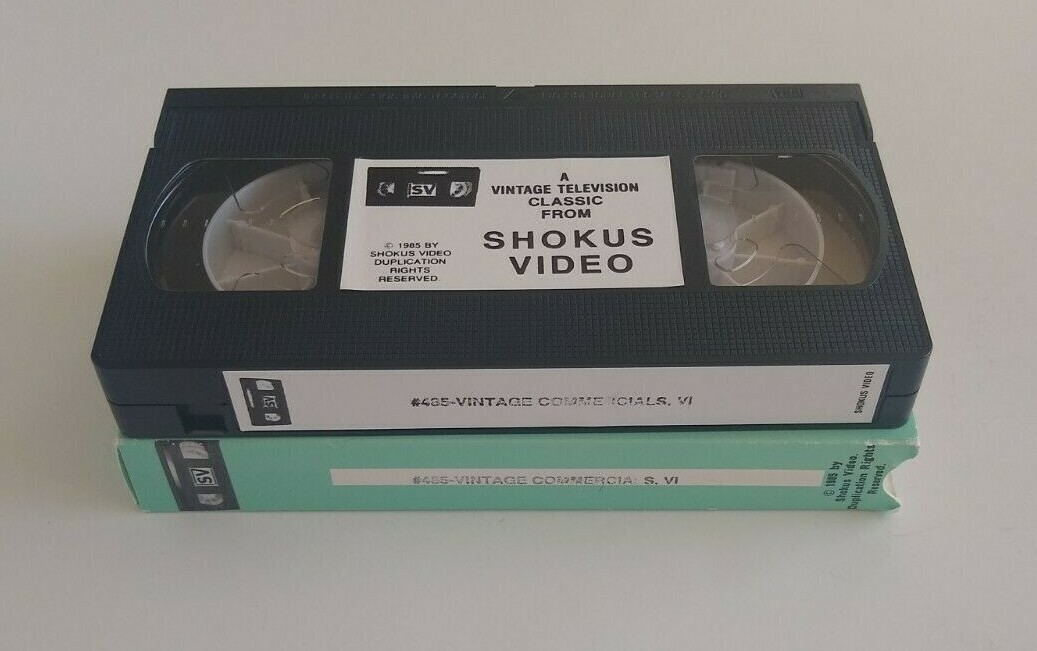 SV
A
VINTAGE TELEVISION
CLASSIC
FROM
SHOKUS
VIDEO
© 1985 BY
SHOKUS VIDEO
DUPLICATION
RIGHTS
RESERVED.
SV
#485-VINTAGE COMMERCIALS, VI
SHOKUS VIDEO
SV
#485-VINTAGE COMMERCIALS, VI
© 1985 by
Shokus Video.
Duplication Rights
Reserved.